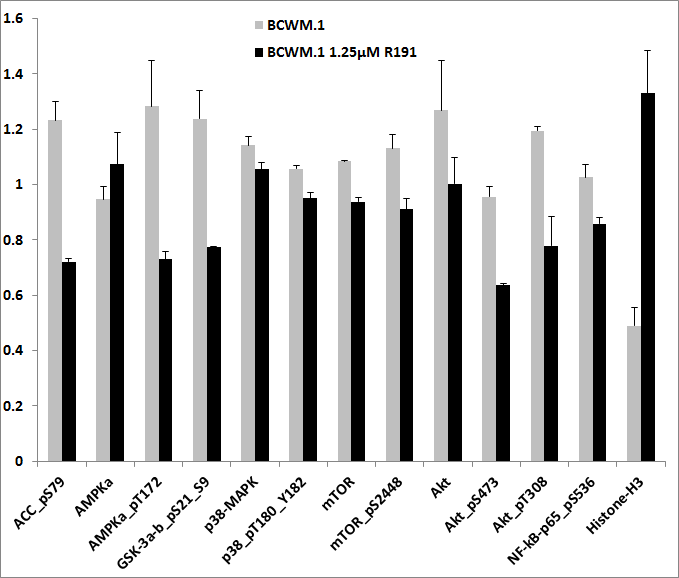 BCWM.1
BCWM.1 1.25µM R191
1.6
1.4
1.2
1
0.8
0.6
0.4
0.2
0
ACC_pS79
AMPKa
AMPKa_pT172
GSK-3a-b_pS21_S9
p38-MAPK
p38_pT180_Y182
mTOR
mTOR_pS2448
Akt
Akt_pS473
Akt_pT308
NF-kB-p65_pS536
Histone-H3